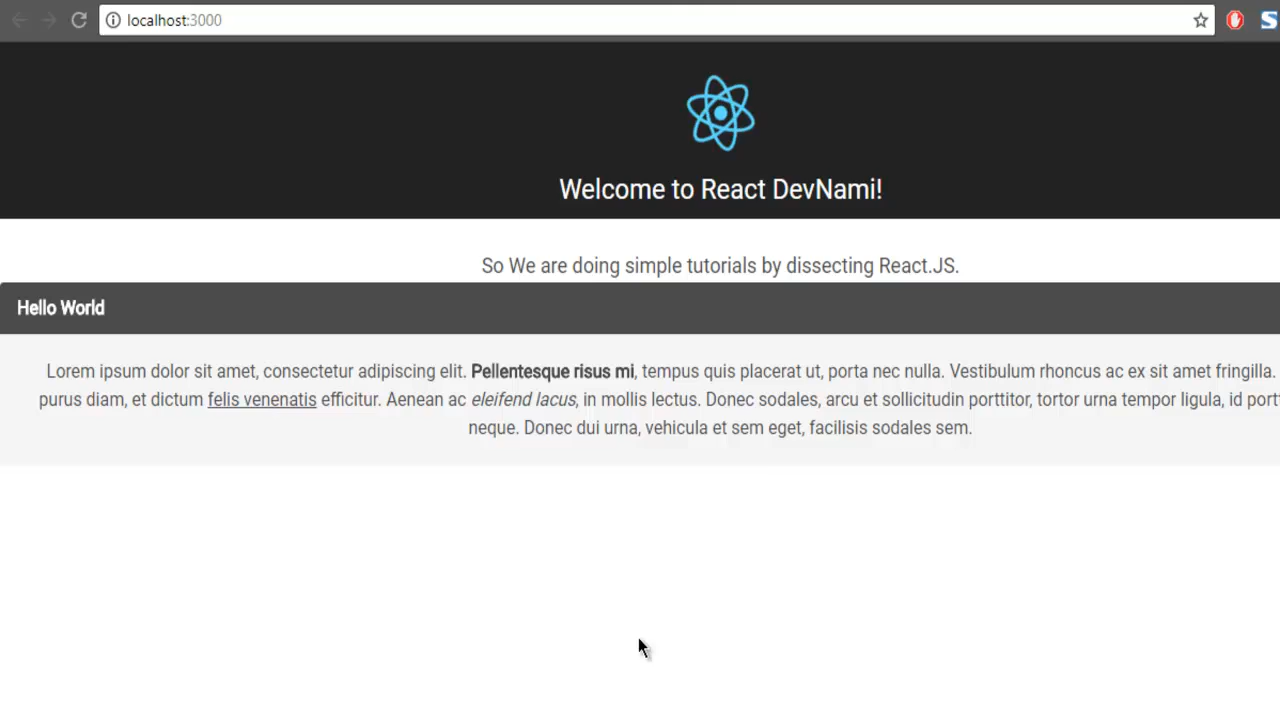 localhost:3000
Welcome to React DevNami!
So We are doing simple tutorials by dissecting React.JS.
Hello World
Lorem ipsum dolor sit amet, consectetur adipiscing elit. Pellentesque risus mi, tempus quis placerat ut, porta nec nulla. Vestibulum rhoncus ac ex sit amet fringilla.
purus diam, et dictum felis venenatis efficitur. Aenean ac eleifend lacus, in mollis lectus. Donec sodales, arcu et sollicitudin porttitor, tortor urna tempor ligula, id
neque. Donec dui urna, vehicula et sem eget, facilisis sodales sem.